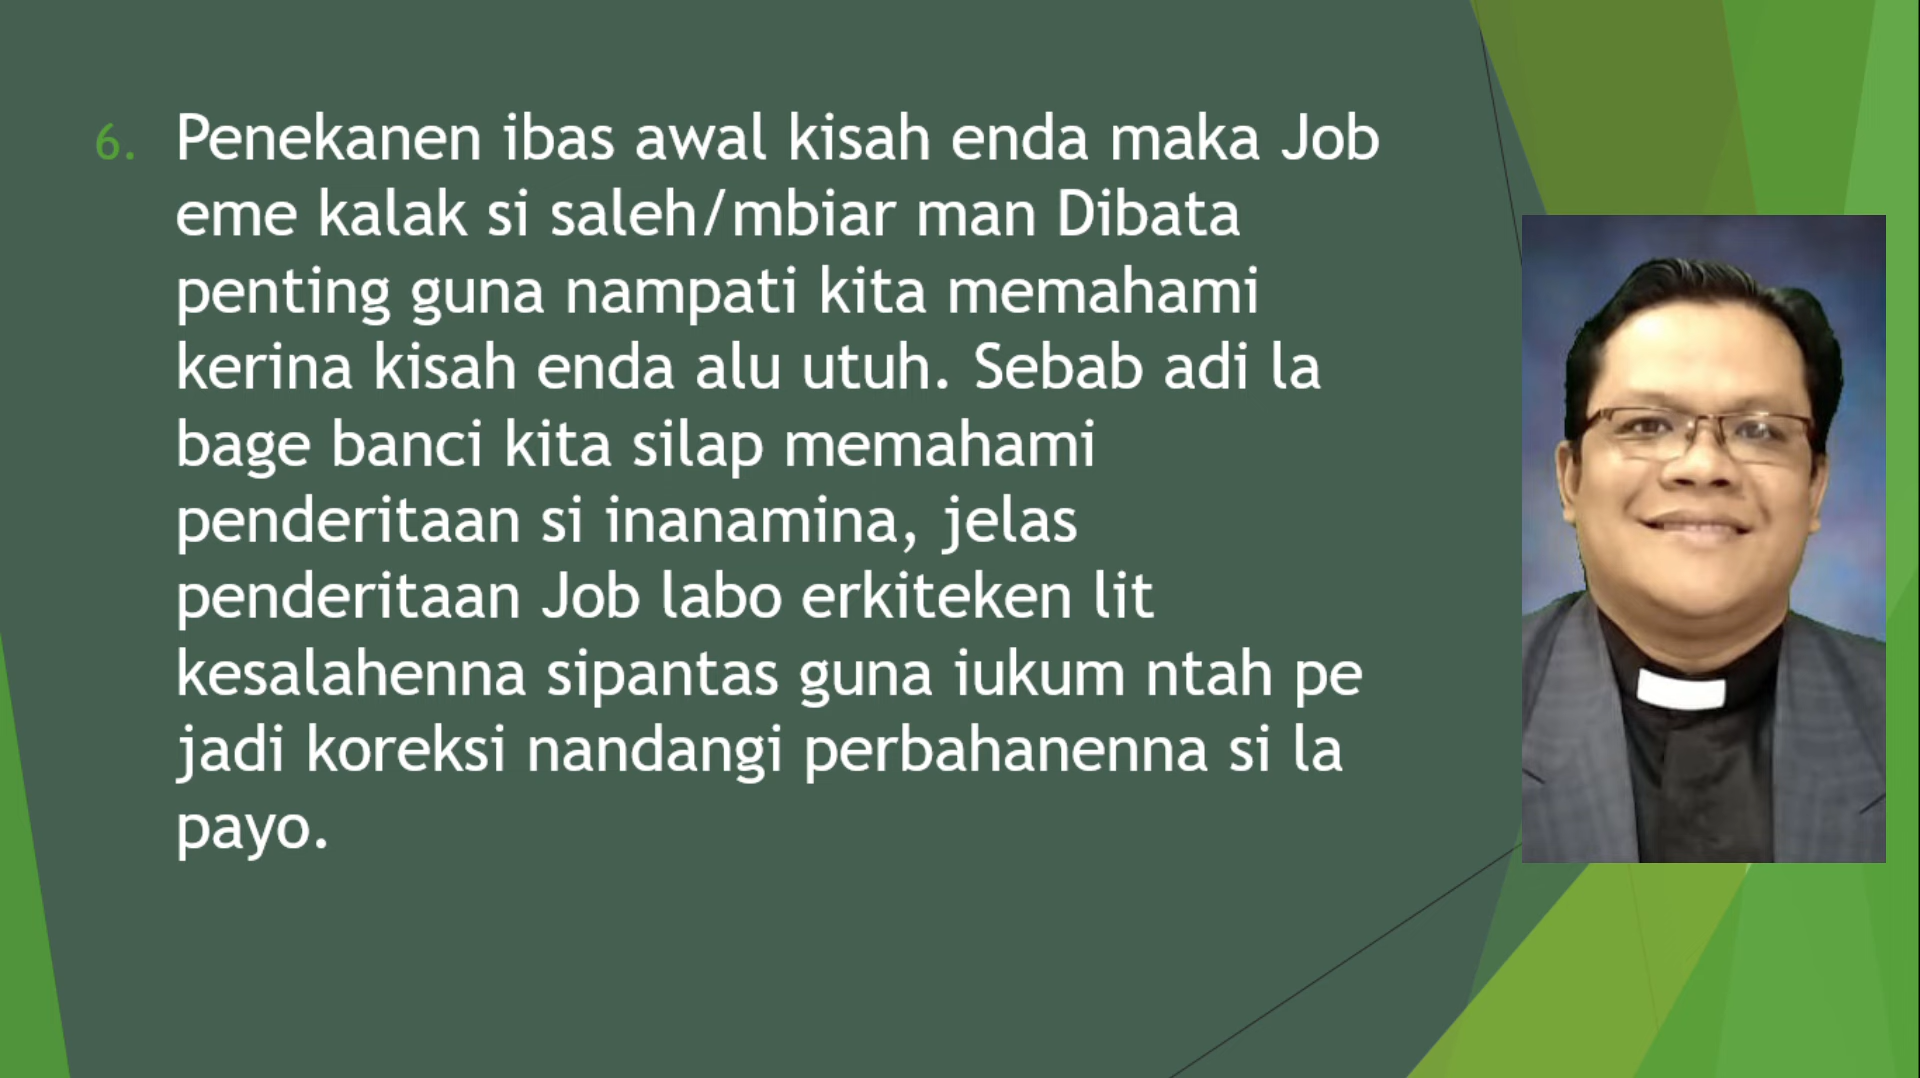 6. Penekanen ibas awal kisah enda maka Job
eme kalak si saleh/mbiar man Dibata
penting guna nampati kita memahami
kerina kisah enda alu utuh. Sebab adi la
bage banci kita silap memahami
penderitaan si inanamina, jelas
penderitaan Job labo erkiteken lit
kesalahenna sipantas guna iukum ntah pe
jadi koreksi nandangi perbahanenna si la
payo.